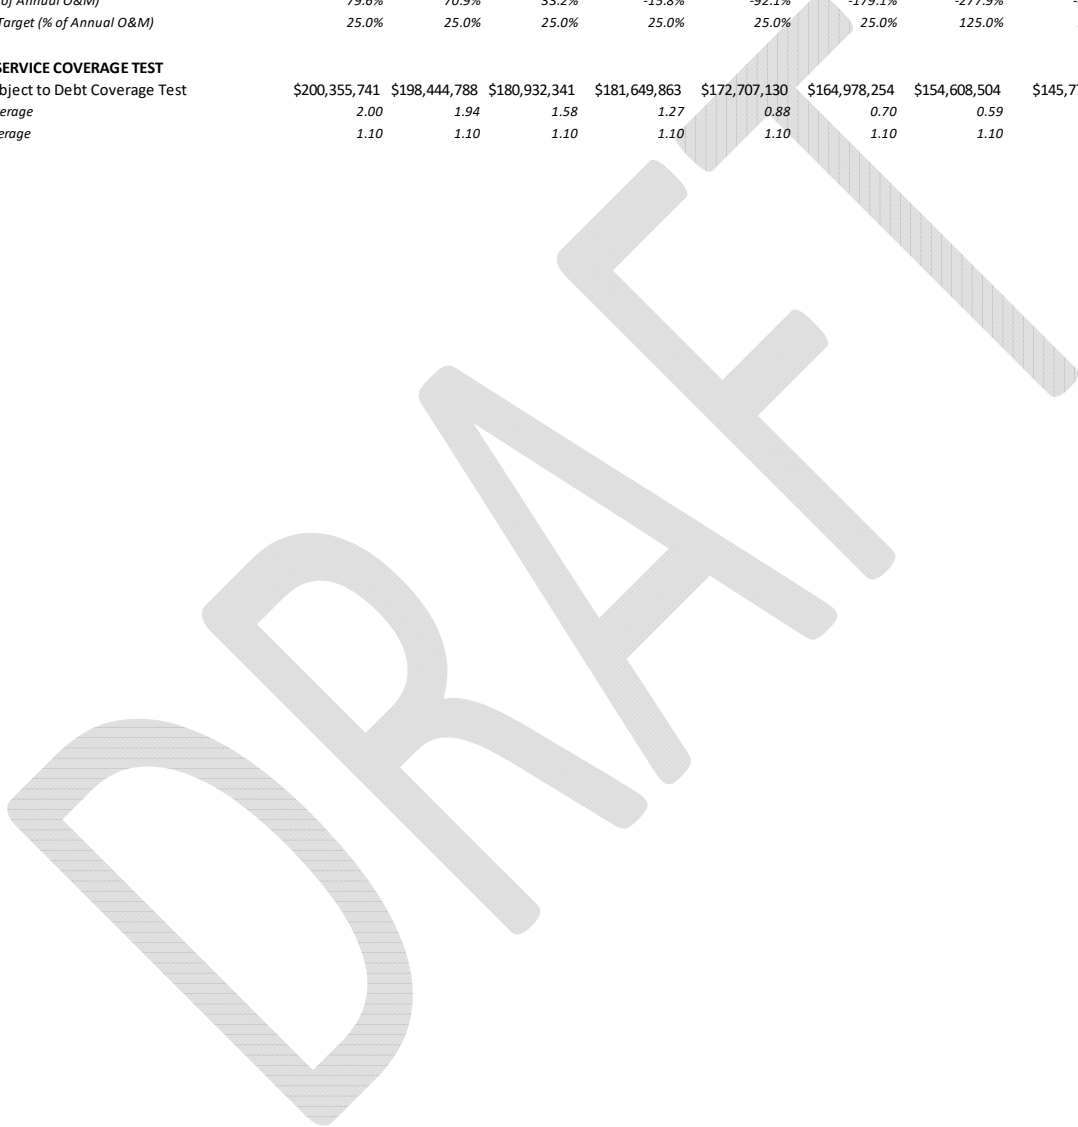 of Annual O&M) 79.6% 70.9% 33.2% -15.8% -92.1% -179.1% -277.9%
Target (% of Annual O&M) 25.0% 25.0% 25.0% 25.0% 25.0% 25.0% 125.0%
SERVICE COVERAGE TEST
bject to Debt Coverage Test $200,355,741 $198,444,788 $180,932,341 $181,649,863 $172,707,130 $164,978,254 $154,608,504 $145,7
erage 2.00 1.94 1.58 1.27 0.88 0.70 0.59
erage 1.10 1.10 1.10 1.10 1.10 1.10 1.10
DRAFT